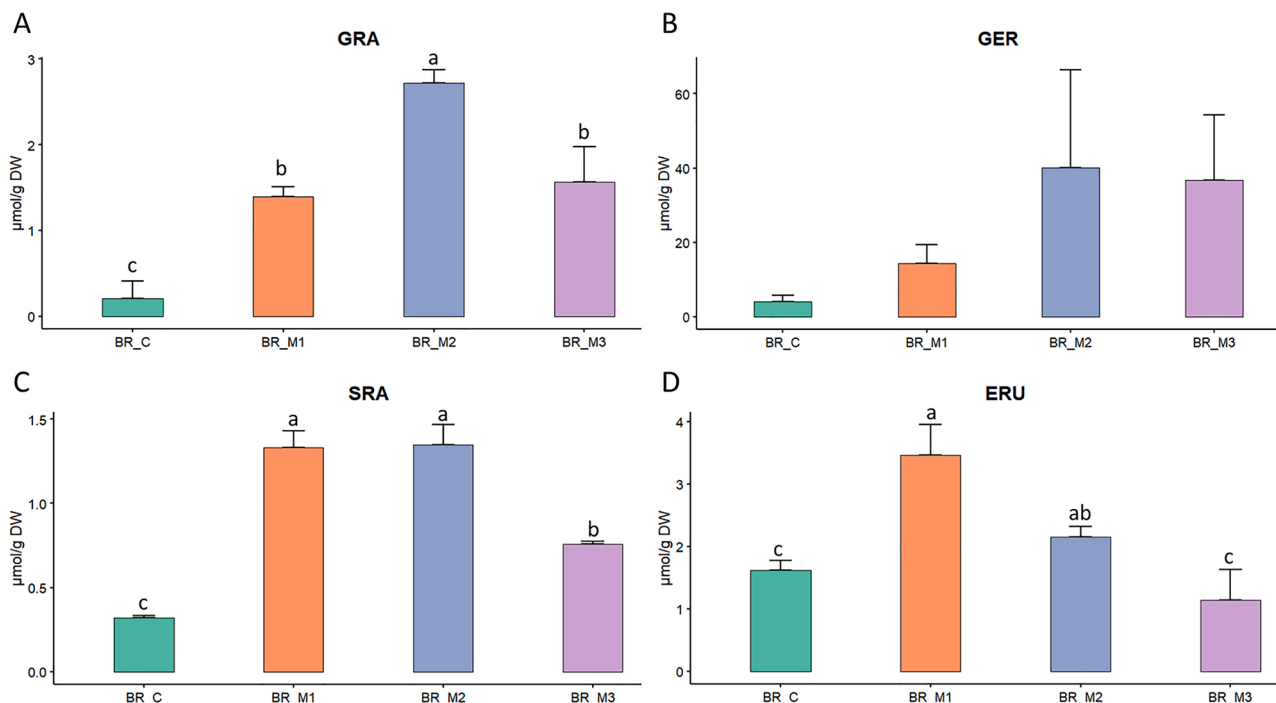 A
GRA
µmol/g DW
3
2
1
0
c
b
a
b
BR_C
BR_M1
BR_M2
BR_M3
B
GER
µmol/g DW
60
40
20
0
BR_C
BR_M1
BR_M2
BR_M3
C
SRA
µmol/g DW
1.5
1.0
0.5
0.0
c
a
a
b
BR_C
BR_M1
BR_M2
BR_M3
D
ERU
µmol/g DW
4
3
2
1
0
c
a
ab
c
BR_C
BR_M1
BR_M2
BR_M3